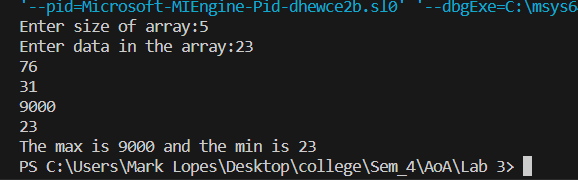 '--pid=Microsoft-MIEngine-Pid-dhewce2b.sl0' '--dbgExe=C:\msys6
Enter size of array:5
Enter data in the array:23
76
31
9000
23
The max is 9000 and the min is 23
PS C:\Users\Mark Lopes\Desktop\college\Sem_4\AoA\Lab 3>